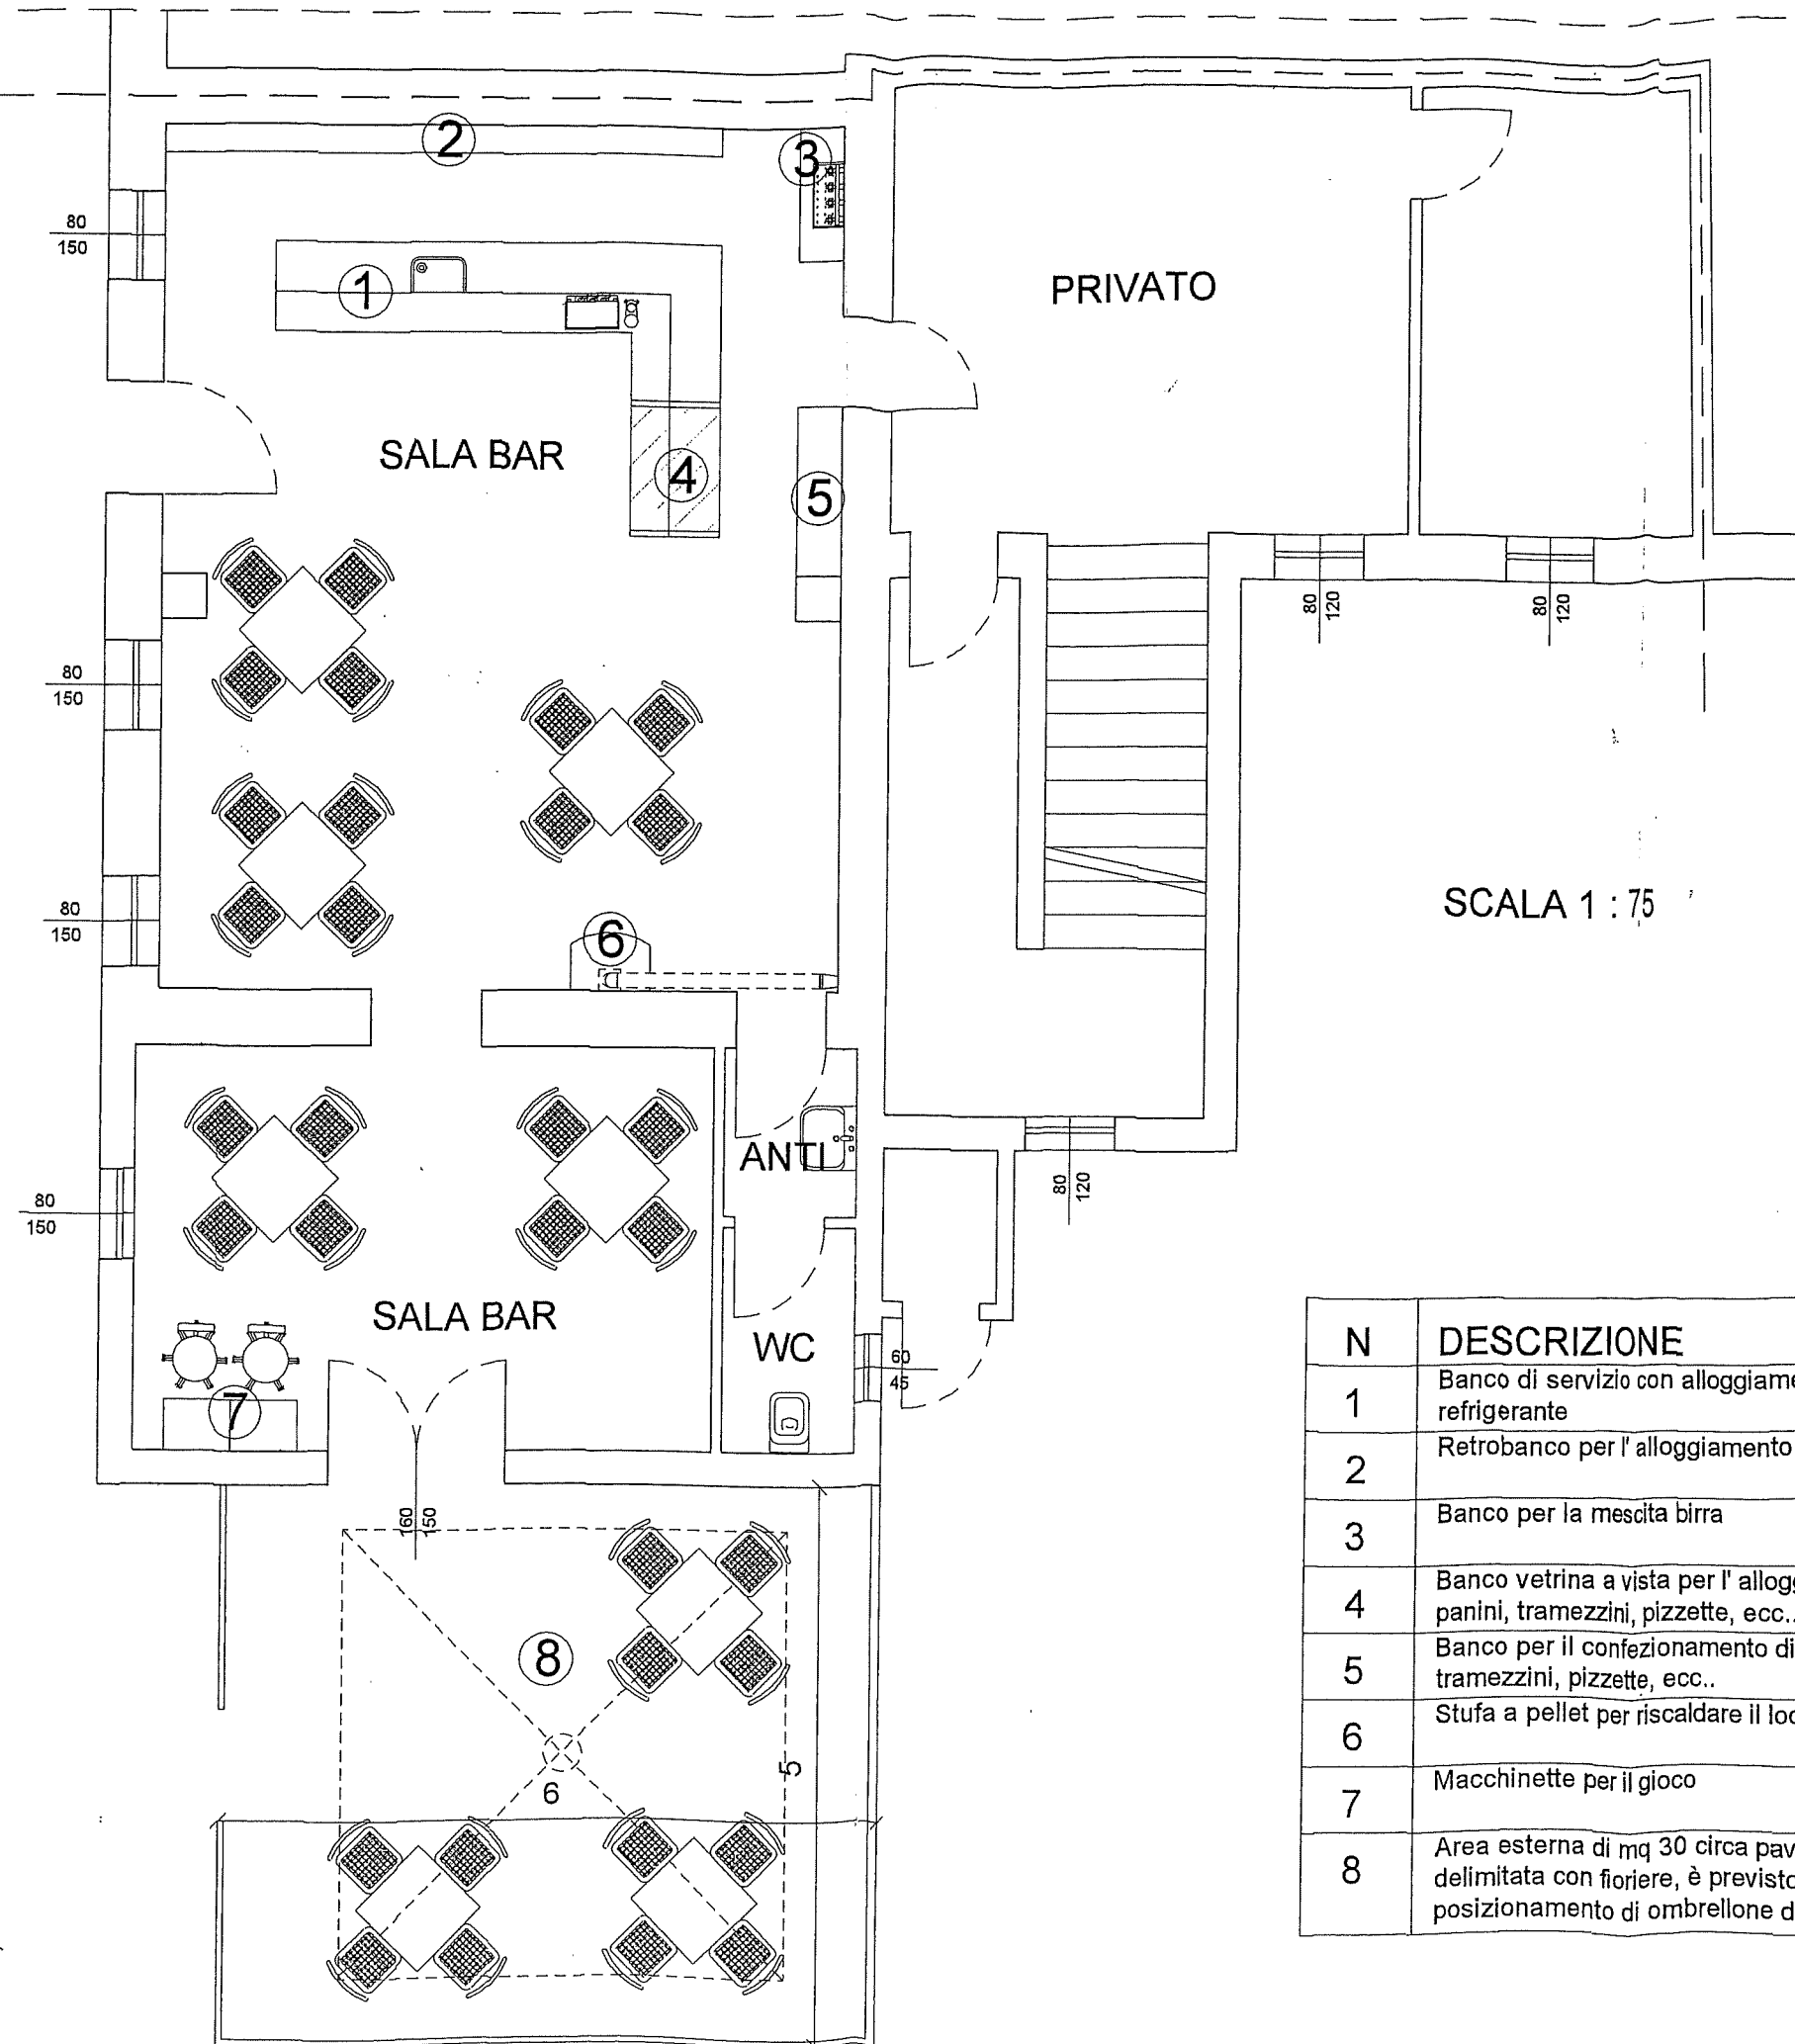 2
3
80
150
1
PRIVATO
SALA BAR
4
5
80
120
80
120
80
150
80
150
SCALA 1 : 75
6
ANTI
80
120
80
150
SALA BAR
WC
60
45
7
160
150
8
5
6
N DESCRIZIONE
1 Banco di servizio con
refrigerante
2 Retrobanco per l' alloggiamento
3 Banco per la mescita birra
4 Banco vetrina a vista per l'
panini, tramezzini, pizzette, ecc..
5 Banco per il confezionamento di
tramezzini, pizzette, ecc..
6 Stufa a pellet per riscaldare il
7 Macchinette per il gioco
8 Area esterna di mq 30 circa
delimitata con fioriere, è previsto
posizionamento di ombrellone